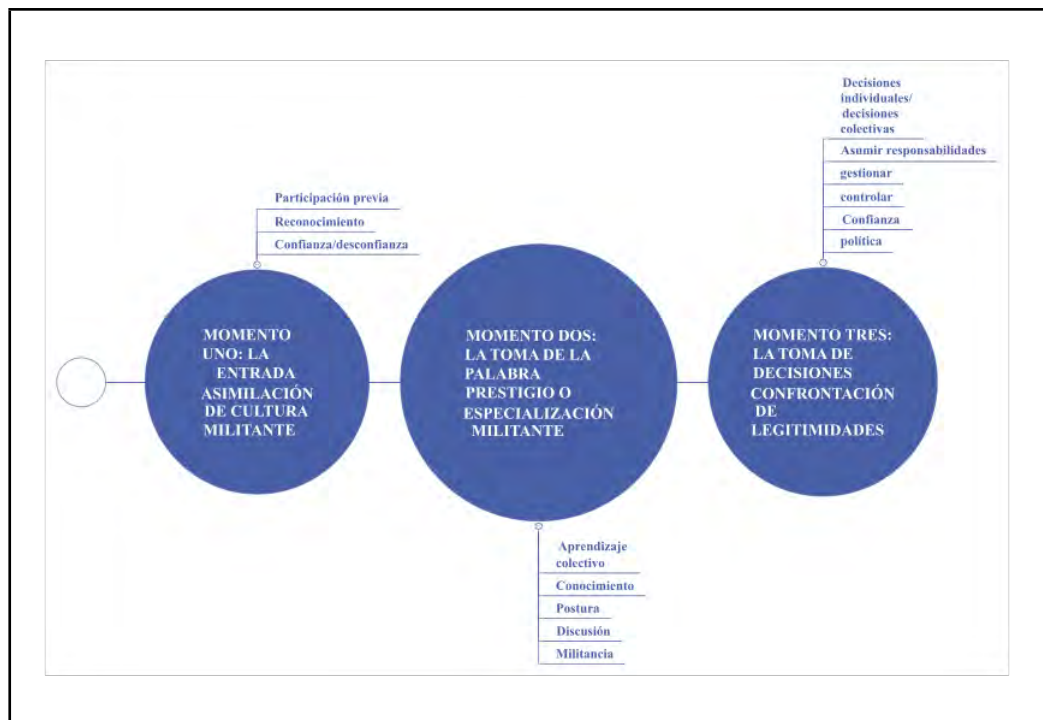 Participación previa
Reconocimiento
Confianza/desconfianza
MOMENTO
UNO: LA
ENTRADA
ASIMILACIÓN
DE CULTURA
MILITANTE
MOMENTO DOS:
LA TOMA DE LA
PALABRA
PRESTIGIO O
ESPECIALIZACIÓN
MILITANTE
Aprendizaje
colectivo
Conocimiento
Postura
Discusión
Militancia
Decisiones
individuales/
decisiones
colectivas
Asumir responsabilidades
gestionar
controlar
Confianza
política
MOMENTO TRES:
LA TOMA DE
DECISIONES
CONFRONTACIÓN
DE
LEGITIMIDADES